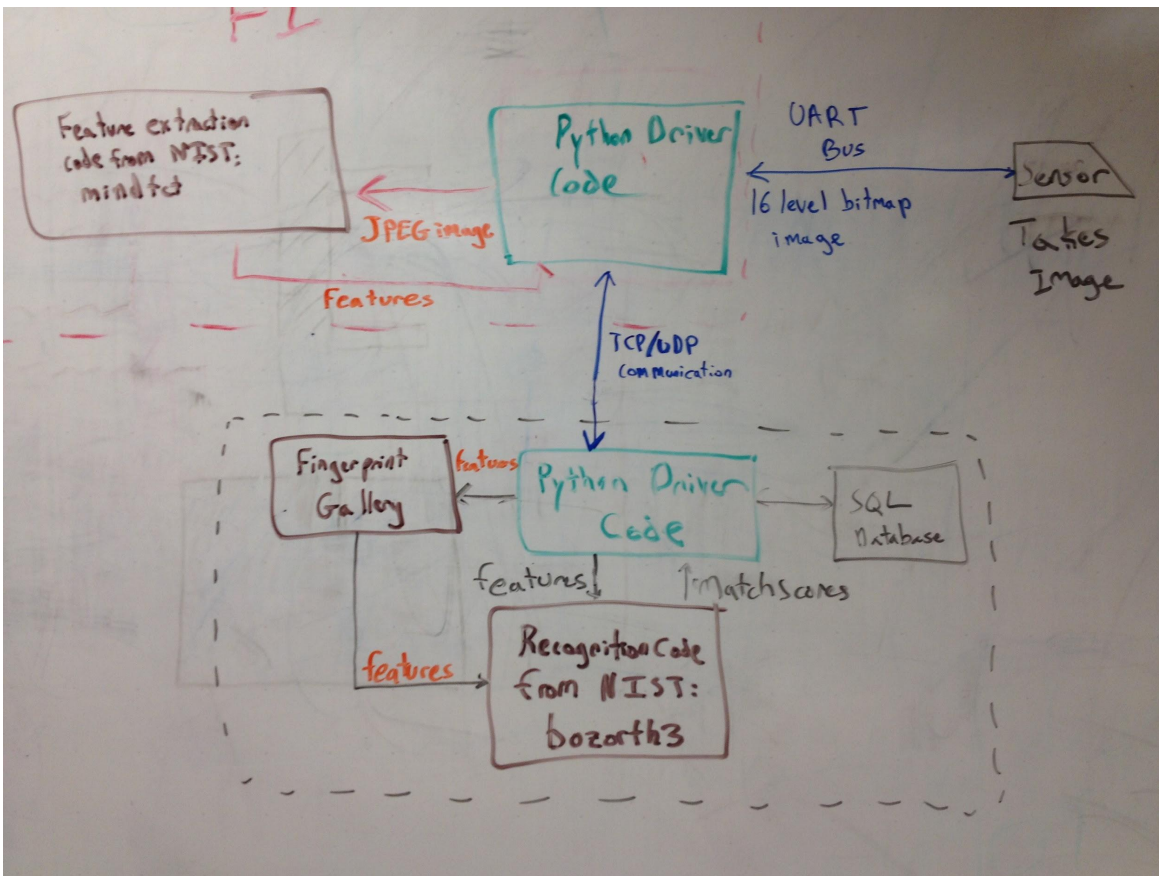 Feature extraction
code from NIST:
mindtct
JPEG image
Features
Python Driver
Code
UART
Bus
16 level bitmap
image
Sensor
Takes
Image
TCP/UDP
Communication
Fingerprint
Gallery
features
Python Driver
Code
SQL
Database
features
Matchscores
features
Recognition Code
from NIST:
bozorth3